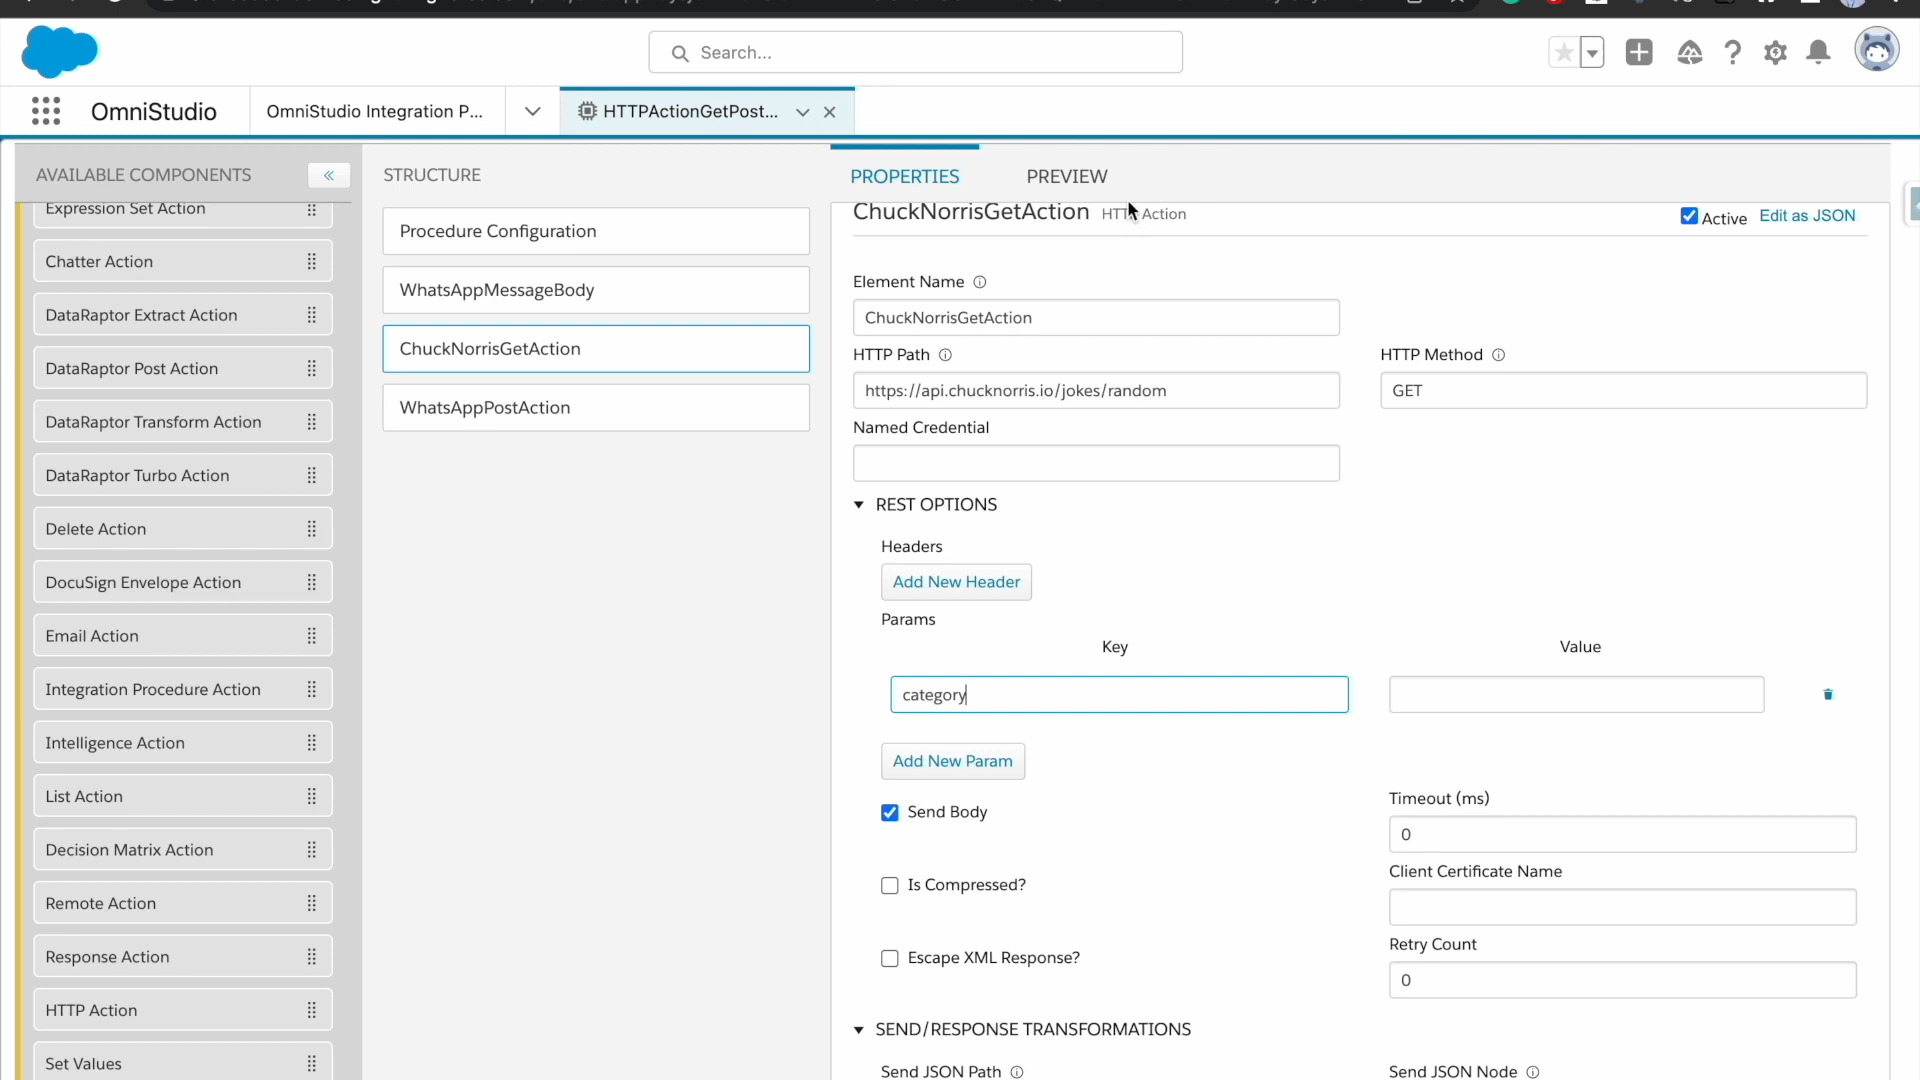 Search...
OmniStudio
OmniStudio Integration P...
HTTPActionGetPost...
AVAILABLE COMPONENTS
Expression Set Action
Chatter Action
DataRaptor Extract Action
DataRaptor Post Action
DataRaptor Transform Action
DataRaptor Turbo Action
Delete Action
DocuSign Envelope Action
Email Action
Integration Procedure Action
Intelligence Action
List Action
Decision Matrix Action
Remote Action
Response Action
HTTP Action
Set Values
STRUCTURE
Procedure Configuration
WhatsAppMessageBody
ChuckNorrisGetAction
WhatsAppPostAction
PROPERTIES
PREVIEW
ChuckNorrisGetAction HTTP Action
Active Edit as JSON
Element Name
ChuckNorrisGetAction
HTTP Path
https://api.chucknorris.io/jokes/random
HTTP Method
GET
Named Credential
REST OPTIONS
Headers
Add New Header
Params
Key Value
category
Add New Param
Send Body
Timeout (ms)
0
Is Compressed?
Client Certificate Name
Escape XML Response?
Retry Count
0
SEND/RESPONSE TRANSFORMATIONS
Send JSON Path
Send JSON Node